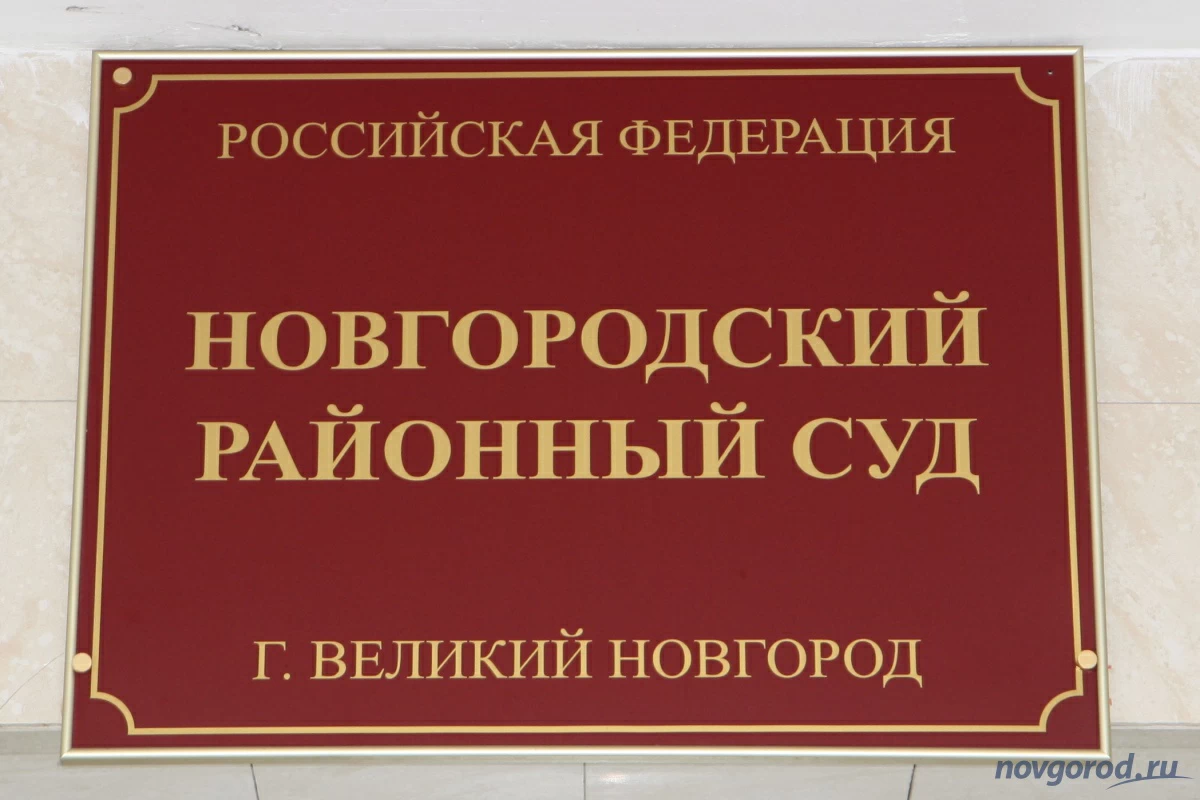 РОССИЙСКАЯ ФЕДЕРАЦИЯ
НОВГОРОДСКИЙ
РАЙОННЫЙ СУД
Г. ВЕЛИКИЙ НОВГОРОД
novgorod.ru